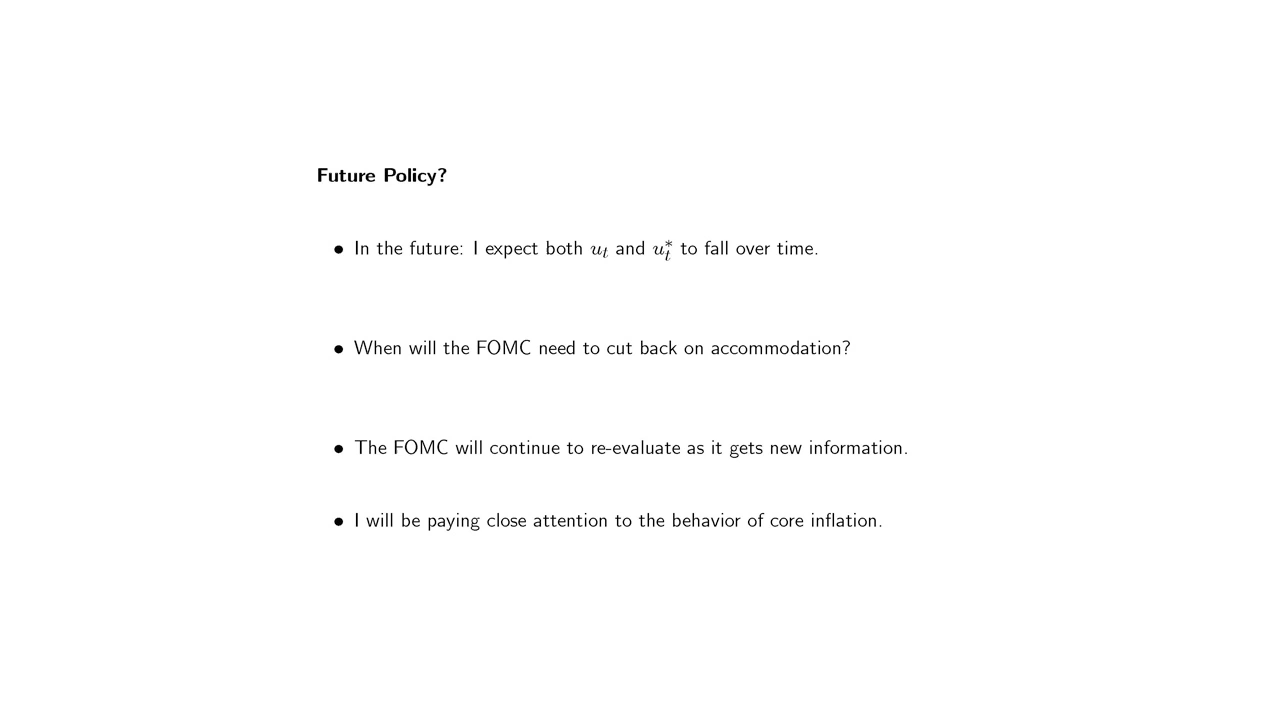 Future Policy?
• In the future: I expect both $u_t$ and $u_t^*$ to fall over time.
• When will the FOMC need to cut back on accommodation?
• The FOMC will continue to re-evaluate as it gets new information.
• I will be paying close attention to the behavior of core inflation.